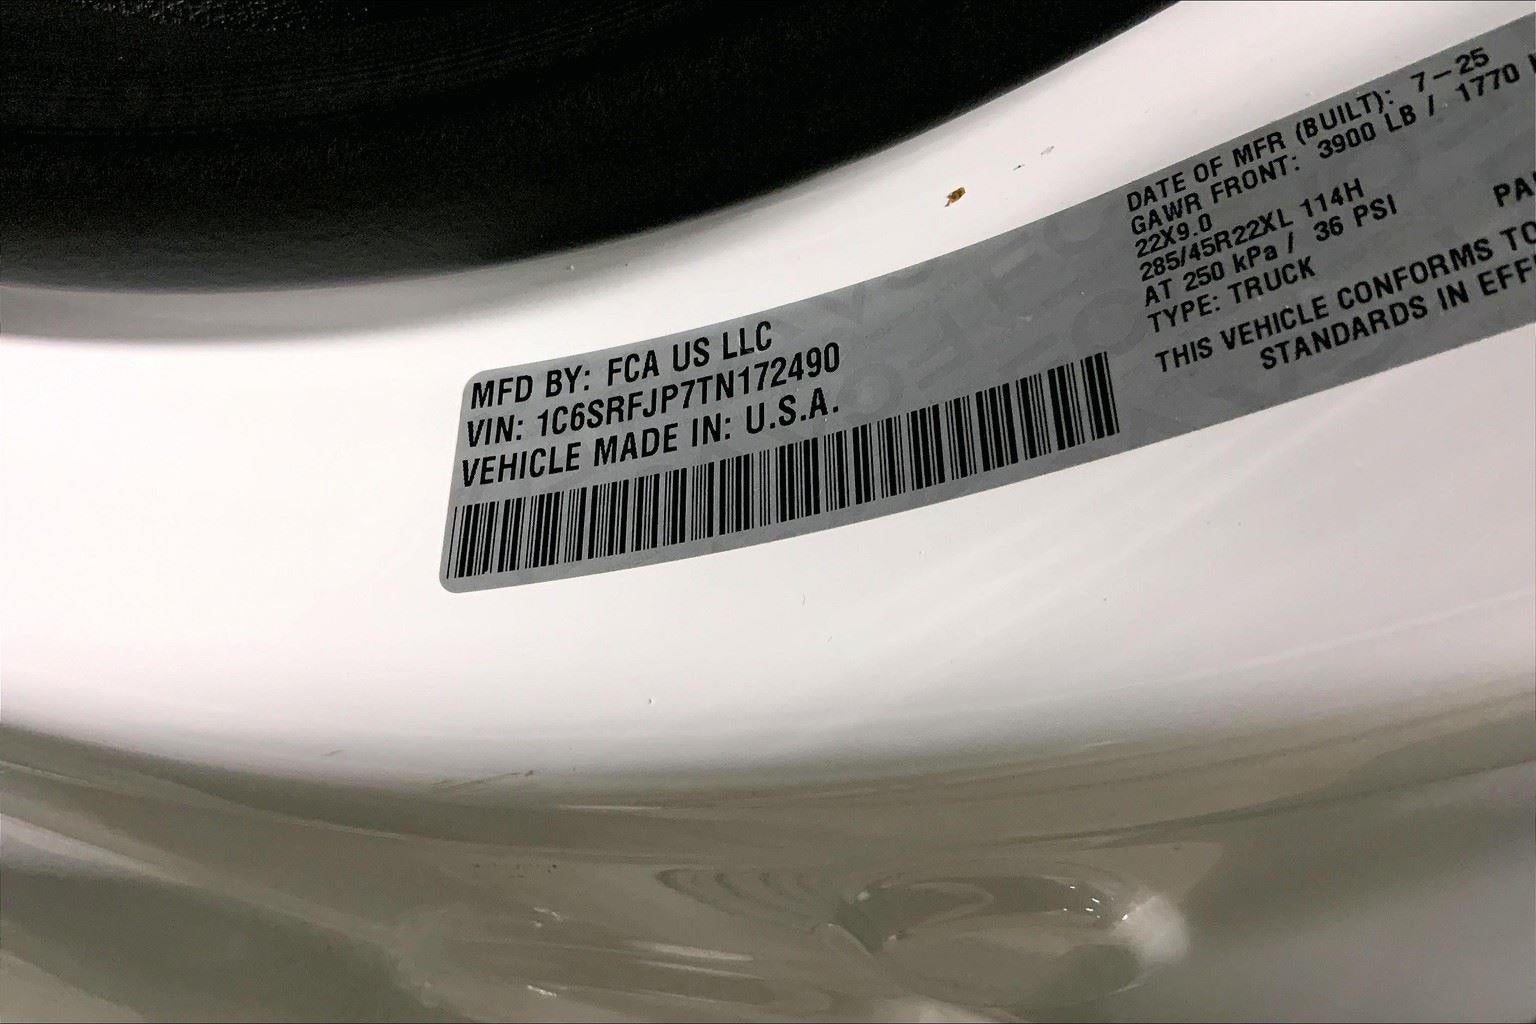 MFD BY: FCA US LLC
VIN: 1C6SRFJP7TN172490
VEHICLE MADE IN: U.S.A.
DATE OF MFR (BUILT): 7-25
GAWR FRONT: 3900 LB / 1770
22X9.0
285/45R22XL 114H
AT 250 kPa / 36 PSI
TYPE: TRUCK
THIS VEHICLE CONFORMS TO
STANDARDS IN